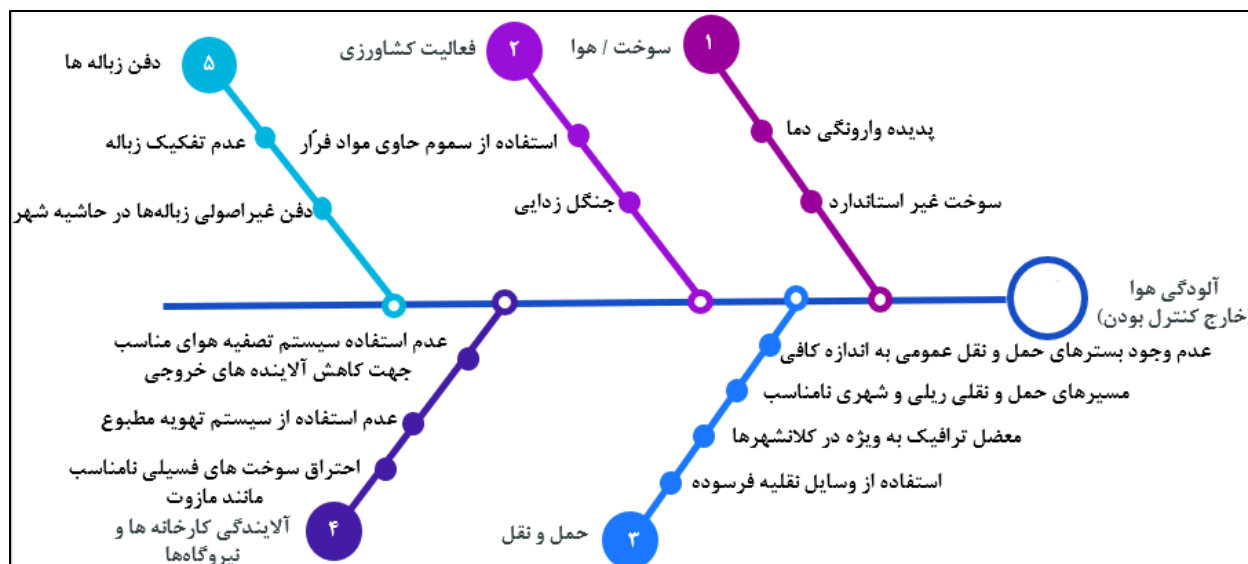 ۱
سوخت / هوا
پدیده وارونگی دما
سوخت غیر استاندارد
۲
فعالیت کشاورزی
استفاده از سموم حاوی مواد فرّار
جنگل زدایی
۵
دفن زباله ها
عدم تفکیک زباله
دفن غیراصولی زباله‌ها در حاشیه شهر
آلودگی هوا
(خارج کنترل بودن)
عدم وجود بسترهای حمل و نقل عمومی به اندازه کافی
مسیرهای حمل و نقلی ریلی و شهری نامناسب
معضل ترافیک به ویژه در کلانشهرها
استفاده از وسایل نقلیه فرسوده
۳
حمل و نقل
عدم استفاده سیستم تصفیه هوای مناسب
جهت کاهش آلاینده های خروجی
عدم استفاده از سیستم تهویه مطبوع
احتراق سوخت های فسیلی نامناسب
مانند مازوت
۴
آلایندگی کارخانه ها و
نیروگاه‌ها